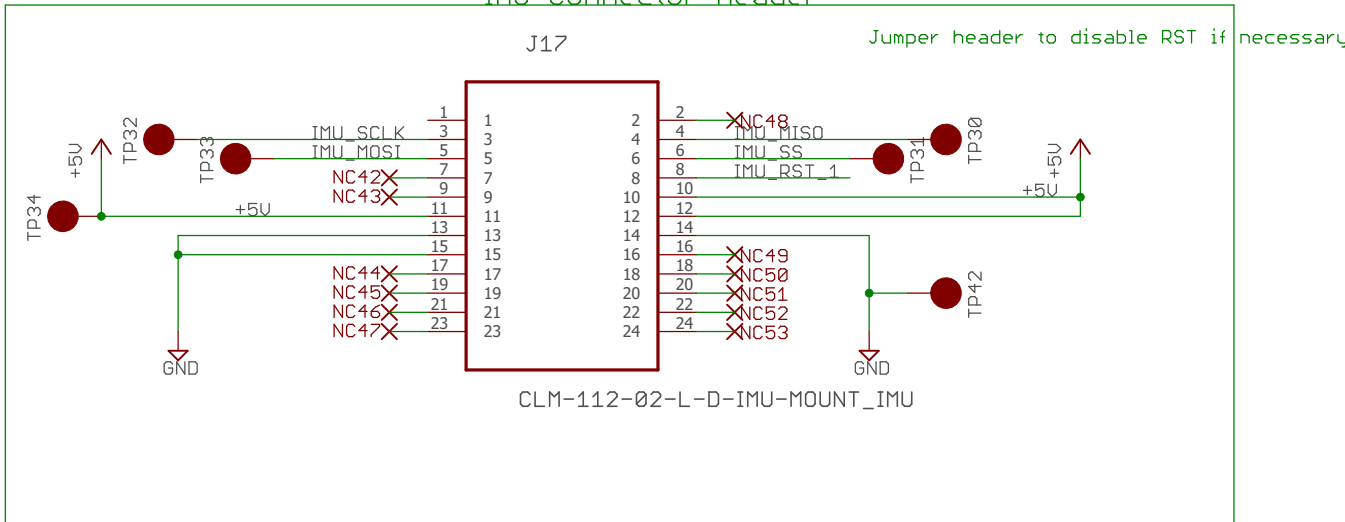 IMU Connector Header
Jumper header to disable RST if necessary
J17
1 1 2 2 NC48
TP32 IMU_SCLK 3 3 4 4 IMU_MISO TP30
TP33 IMU_MOSI 5 5 6 6 IMU_SS TP31
NC42 7 7 8 8 IMU_RST_1
NC43 9 9 10 10 +5V
+5V +5V
TP34 +5V 11 11 12 12
13 13 14 14
15 15 16 16 NC49
NC44 17 17 18 18 NC50
NC45 19 19 20 20 NC51 TP42
NC46 21 21 22 22 NC52
NC47 23 23 24 24 NC53
GND GND
CLM-112-02-L-D-IMU-MOUNT_IMU